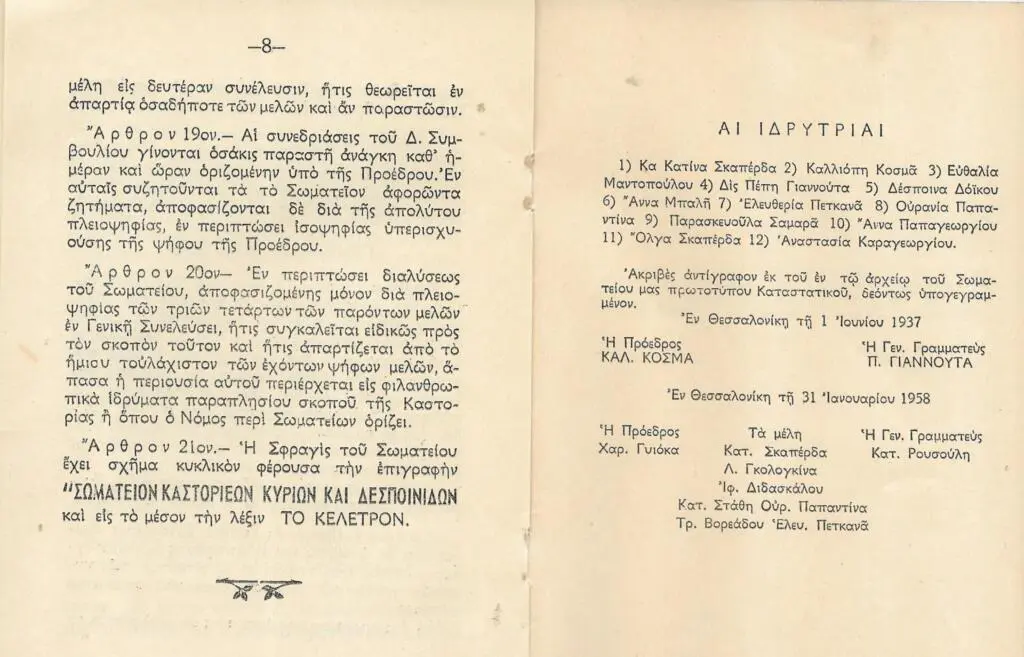 —8—
μέλη εἰς δευτέραν συνέλευσιν, ἥτις θεωρεῖται ἐν
ἀπαρτίᾳ ὁσαδήποτε τῶν μελῶν καὶ ἄν παραστῶσιν.
Ἄρθρον 19ον.— Αἱ συνεδριάσεις τοῦ Δ. Συμ-
βουλίου γίνονται ὁσάκις παραστῇ ἀνάγκη καθ' ἡ-
μέραν καὶ ὥραν ὁριζομένην ὑπὸ τῆς Προέδρου. Ἐν
αὐταῖς συζητοῦνται τὰ τὸ Σωματεῖον ἀφορῶντα
ζητήματα, ἀποφασίζονται δὲ διὰ τῆς ἀπολύτου
πλειοψηφίας, ἐν περιπτώσει ἰσοψηφίας ὑπερισχυ-
ούσης τῆς ψήφου τῆς Προέδρου.
Ἄρθρον 20ον— Ἐν περιπτώσει διαλύσεως
τοῦ Σωματείου, ἀποφασιζομένης μόνον διὰ πλειο-
ψηφίας τῶν τριῶν τετάρτων τῶν παρόντων μελῶν
ἐν Γενικῇ Συνελεύσει, ἥτις συγκαλεῖται εἰδικῶς πρὸς
τὸν σκοπὸν τοῦτον καὶ ἥτις ἀπαρτίζεται ἀπὸ τὸ
ἥμισυ τοὐλάχιστον τῶν ἐχόντων ψήφων μελῶν, ἅ-
πασα ἡ περιουσια αὐτοῦ περιέρχεται εἰς φιλανθρω-
πικὰ ἱδρύματα παραπλησίου σκοποῦ τῆς Καστο-
ρίας ἢ ὅπου ὁ Νόμος περὶ Σωματείων ὁρίζει.
Ἄρθρον 21ον.— Ἡ Σφραγὶς τοῦ Σωματείου
ἔχει σχῆμα κυκλικὸν φέρουσα τὴν ἐπιγραφὴν
"ΣΩΜΑΤΕΙΟΝ ΚΑΣΤΟΡΙΕΩΝ ΚΥΡΙΩΝ ΚΑΙ ΔΕΣΠΟΙΝΙΔΩΝ
καὶ εἰς τὸ μέσον τὴν λέξιν ΤΟ ΚΕΛΕΤΡΟΝ.
ΑΙ ΙΔΡΥΤΡΙΑΙ
1) Κα Κατίνα Σκαπέρδα 2) Καλλιόπη Κοσμᾶ 3) Εὐθαλία
Μαντοπούλου 4) Δὶς Πέπη Γιαννούτα 5) Δέσποινα Δόϊκου
6) Ἄννα Μπαλῆ 7) Ἐλευθερία Πετκανᾶ 8) Οὐρανία Παπα-
ντίνα 9) Παρασκευοῦλα Σαμαρᾶ 10) Ἄννα Παπαγεωργίου
11) Ὄλγα Σκαπέρδα 12) Ἀναστασία Καραγεωργίου.
Ἀκριβὲς ἀντίγραφον ἐκ τοῦ ἐν τῷ ἀρχείῳ τοῦ Σωμα-
τείου μας πρωτοτύπου Καταστατικοῦ, δεόντως ὑπογεγραμ-
μένον.
Ἐν Θεσσαλονίκη τῇ 1 Ἰουνίου 1937
Ἡ Πρόεδρος Ἡ Γεν. Γραμματεὺς
ΚΑΛ. ΚΟΣΜΑ Π. ΓΙΑΝΝΟΥΤΑ
Ἐν Θεσσαλονίκη τῇ 31 Ἰανουαρίου 1958
Ἡ Πρόεδρος Τὰ μέλη Ἡ Γεν. Γραμματεὺς
Χαρ. Γυιόκα Κατ. Σκαπέρδα Κατ. Ρουσούλη
Λ. Γκολογκίνα
Ἰφ. Διδασκάλου
Κατ. Στάθη Οὐρ. Παπαντίνα
Τρ. Βορεάδου Ἐλευ. Πετκανᾶ